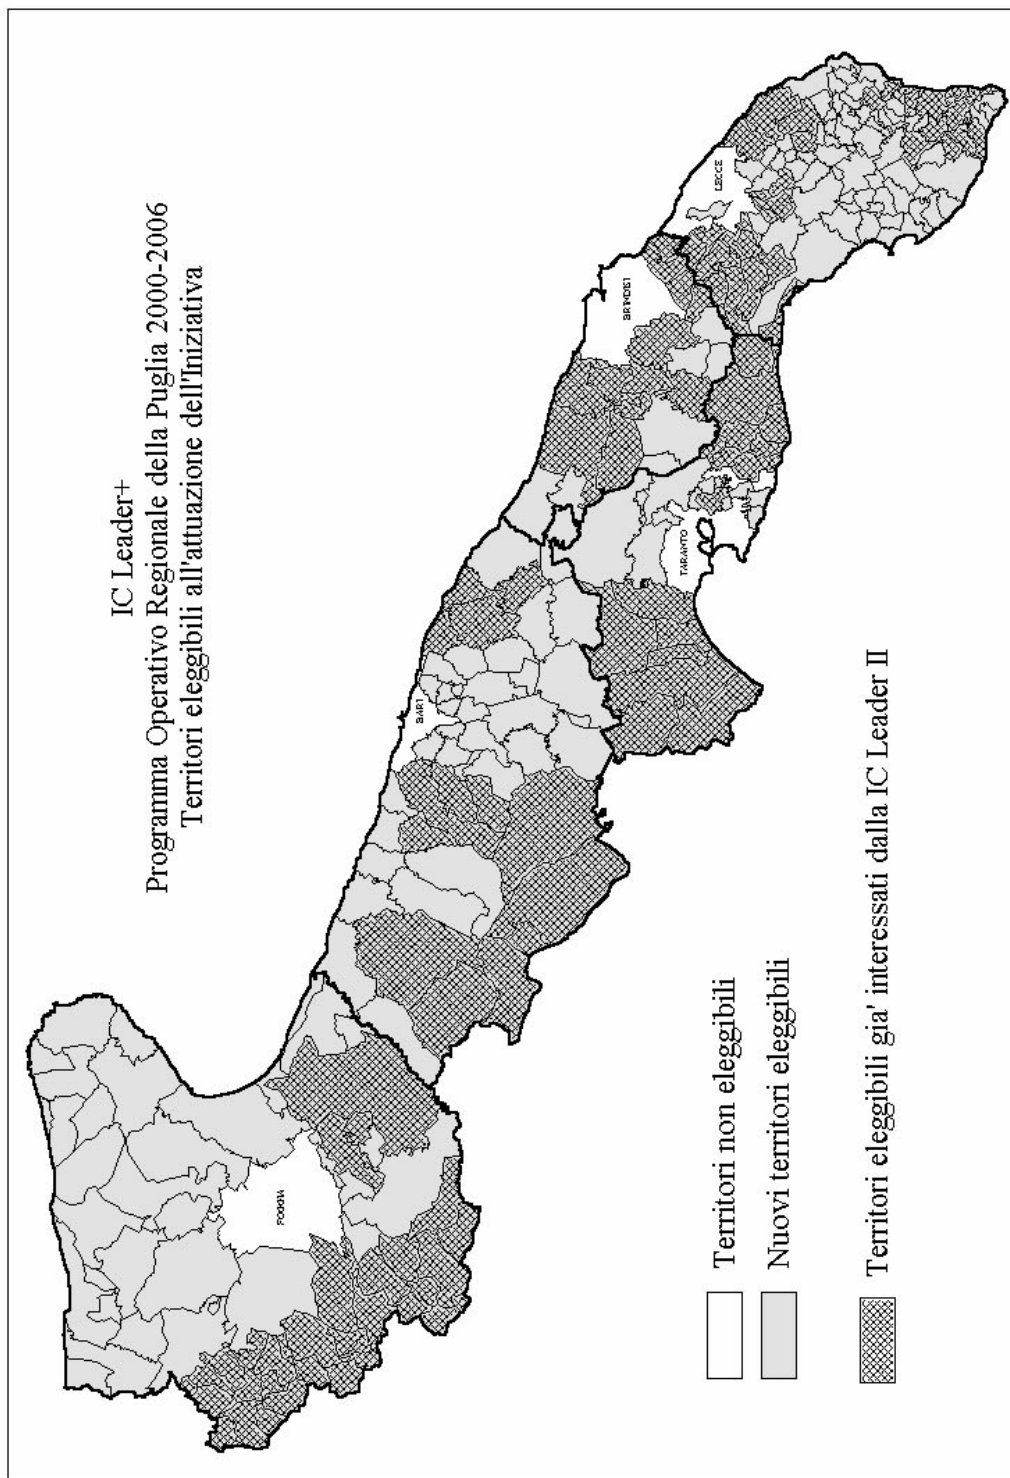 IC Leader+
Programma Operativo Regionale della Puglia 2000-2006
Territori eleggibili all'attuazione dell'Iniziativa
FOGGIA
BARI
TARANTO
BRINDISI
LECCE
Territori non eleggibili
Nuovi territori eleggibili
Territori eleggibili gia' interessati dalla IC Leader II